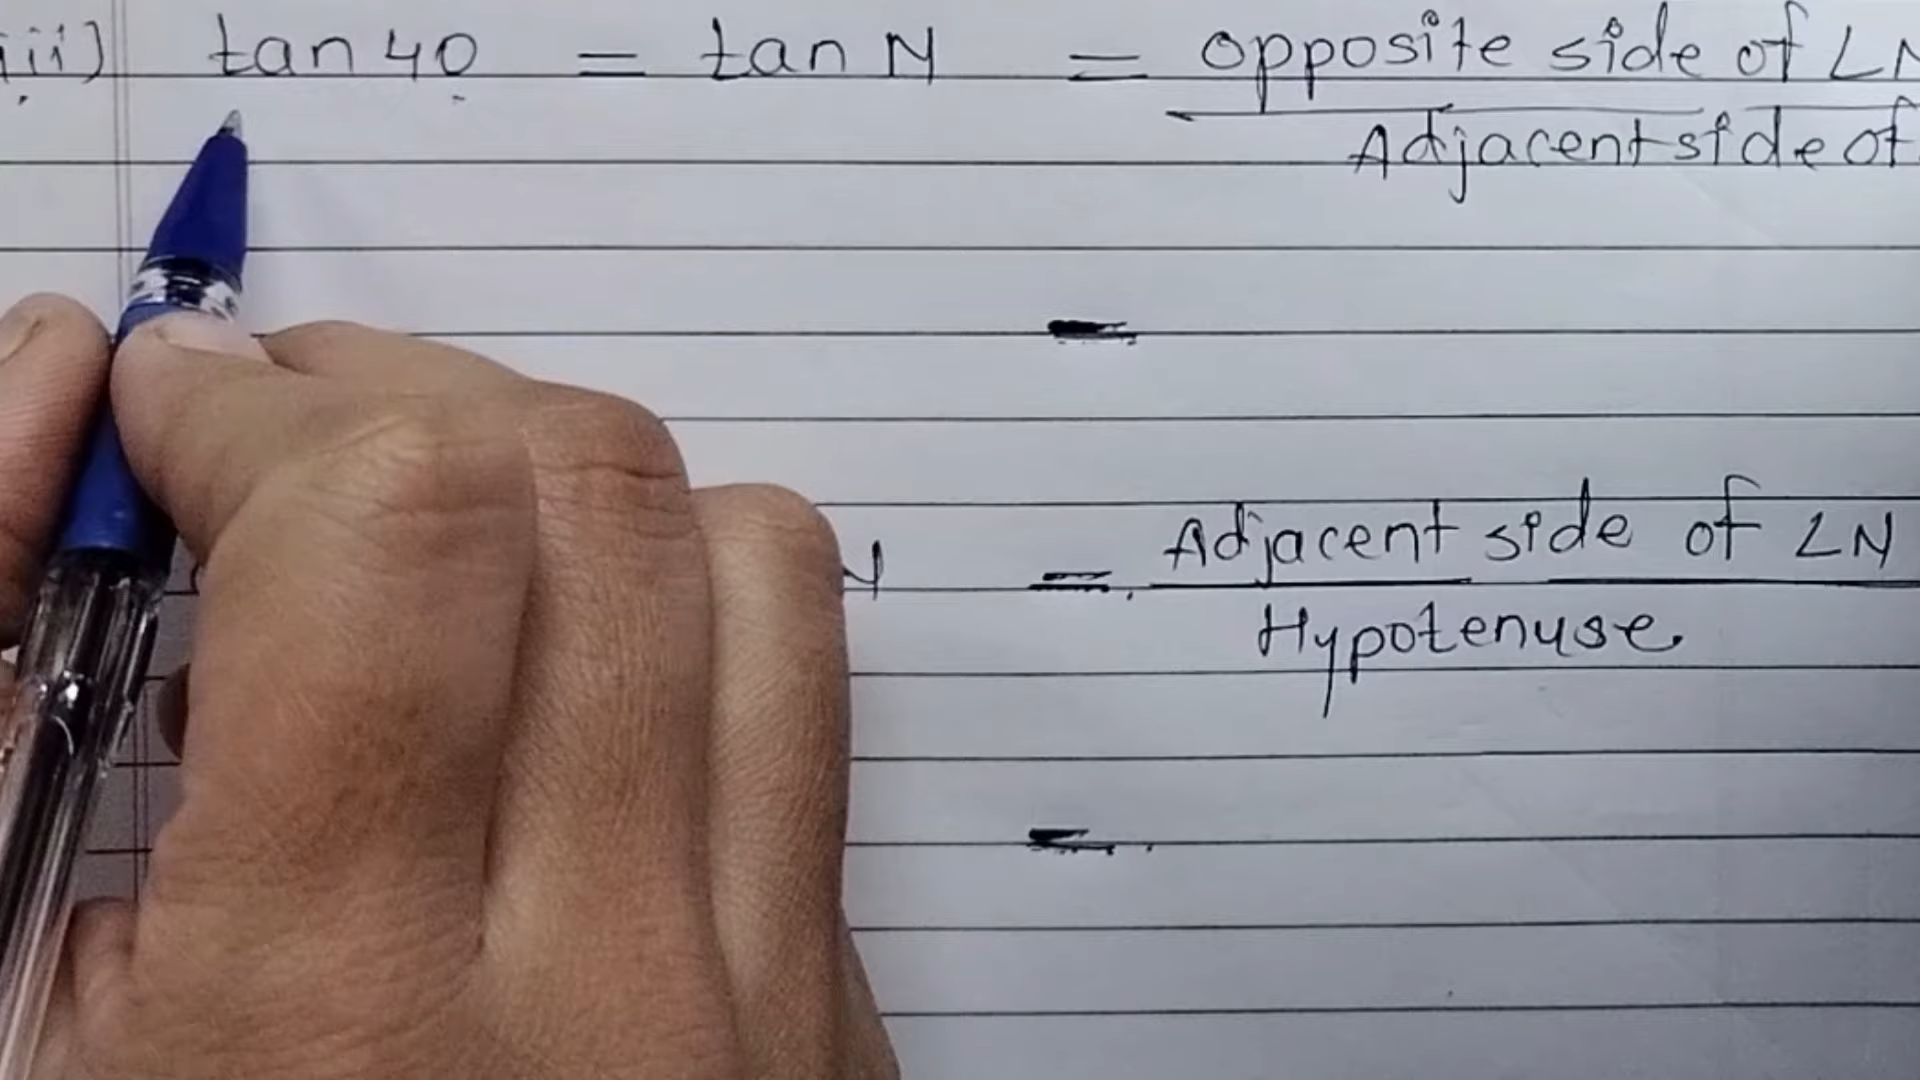 iii) tan 40 = tan N = opposite side of ∠N
Adjacent side of
= Adjacent side of ∠N
Hypotenuse
=